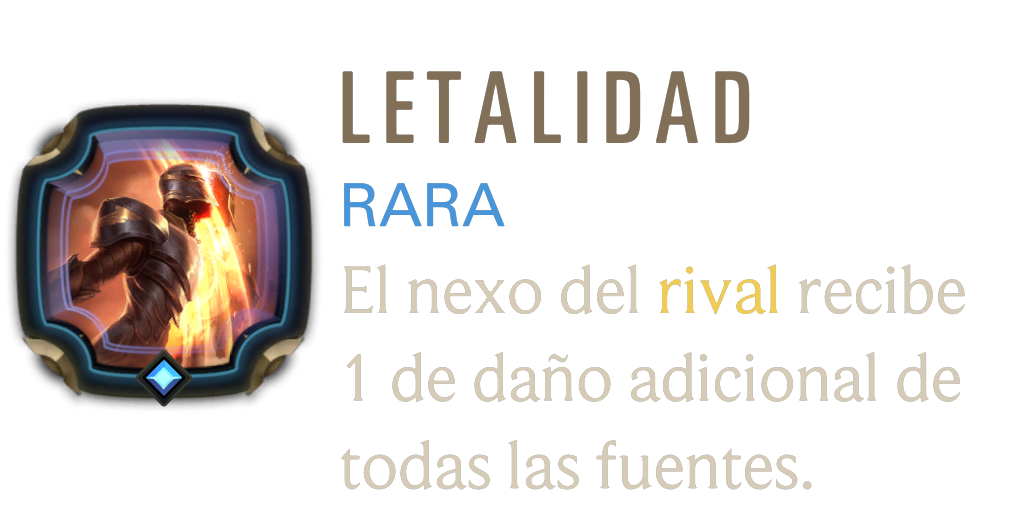 LETALIDAD
RARA
El nexo del rival recibe
1 de daño adicional de
todas las fuentes.